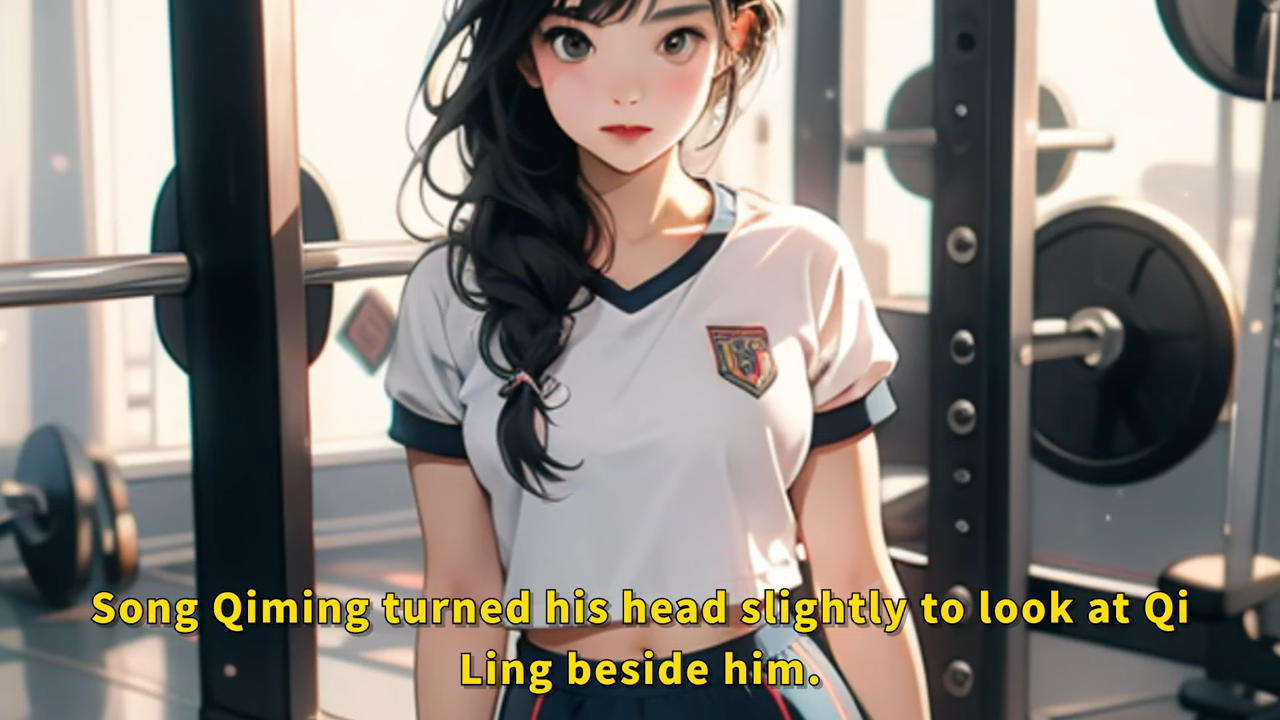 Song Qiming turned his head slightly to look at Qi
Ling beside him.